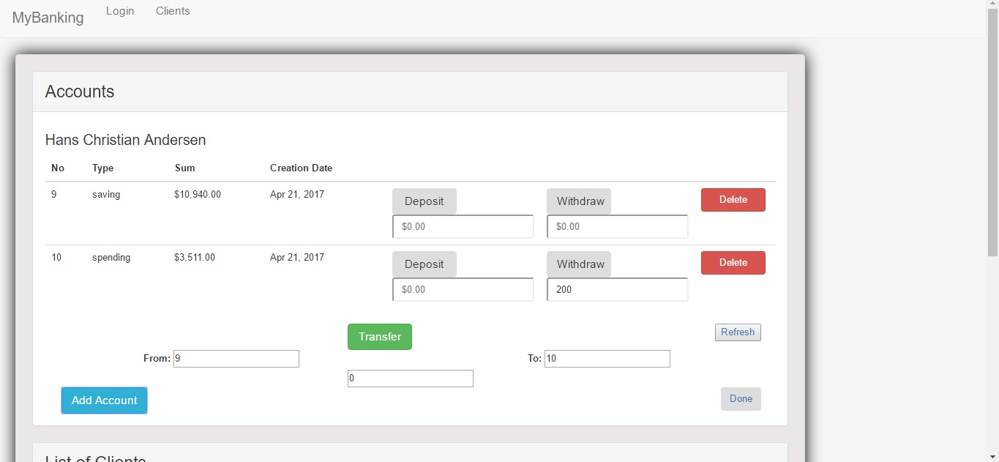 MyBanking Login Clients
Accounts
Hans Christian Andersen
No Type Sum Creation Date
9 saving $10,940.00 Apr 21, 2017 Deposit Withdraw Delete
$0.00 $0.00
10 spending $3,511.00 Apr 21, 2017 Deposit Withdraw Delete
$0.00 200
Transfer Refresh
From: 9 To: 10
0
Add Account Done
List of Clients